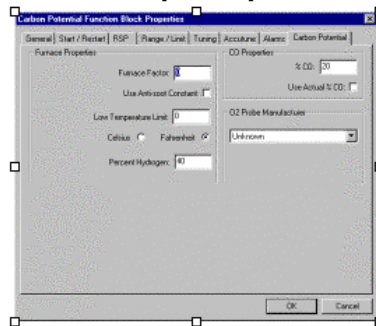 Carbon Potential Function Block Properties
General Start / Restart RSP Range / Limit Tuning Accutune Alarms Carbon Potential
Furnace Properties
Furnace Factor: 0
Use Anti-soot Constant
Low Temperature Limit: 0
Celsius Fahrenheit
Percent Hydrogen: 40
CO Properties
% CO: 20
Use Actual % CO:
O2 Probe Manufacturer
Unknown
OK Cancel